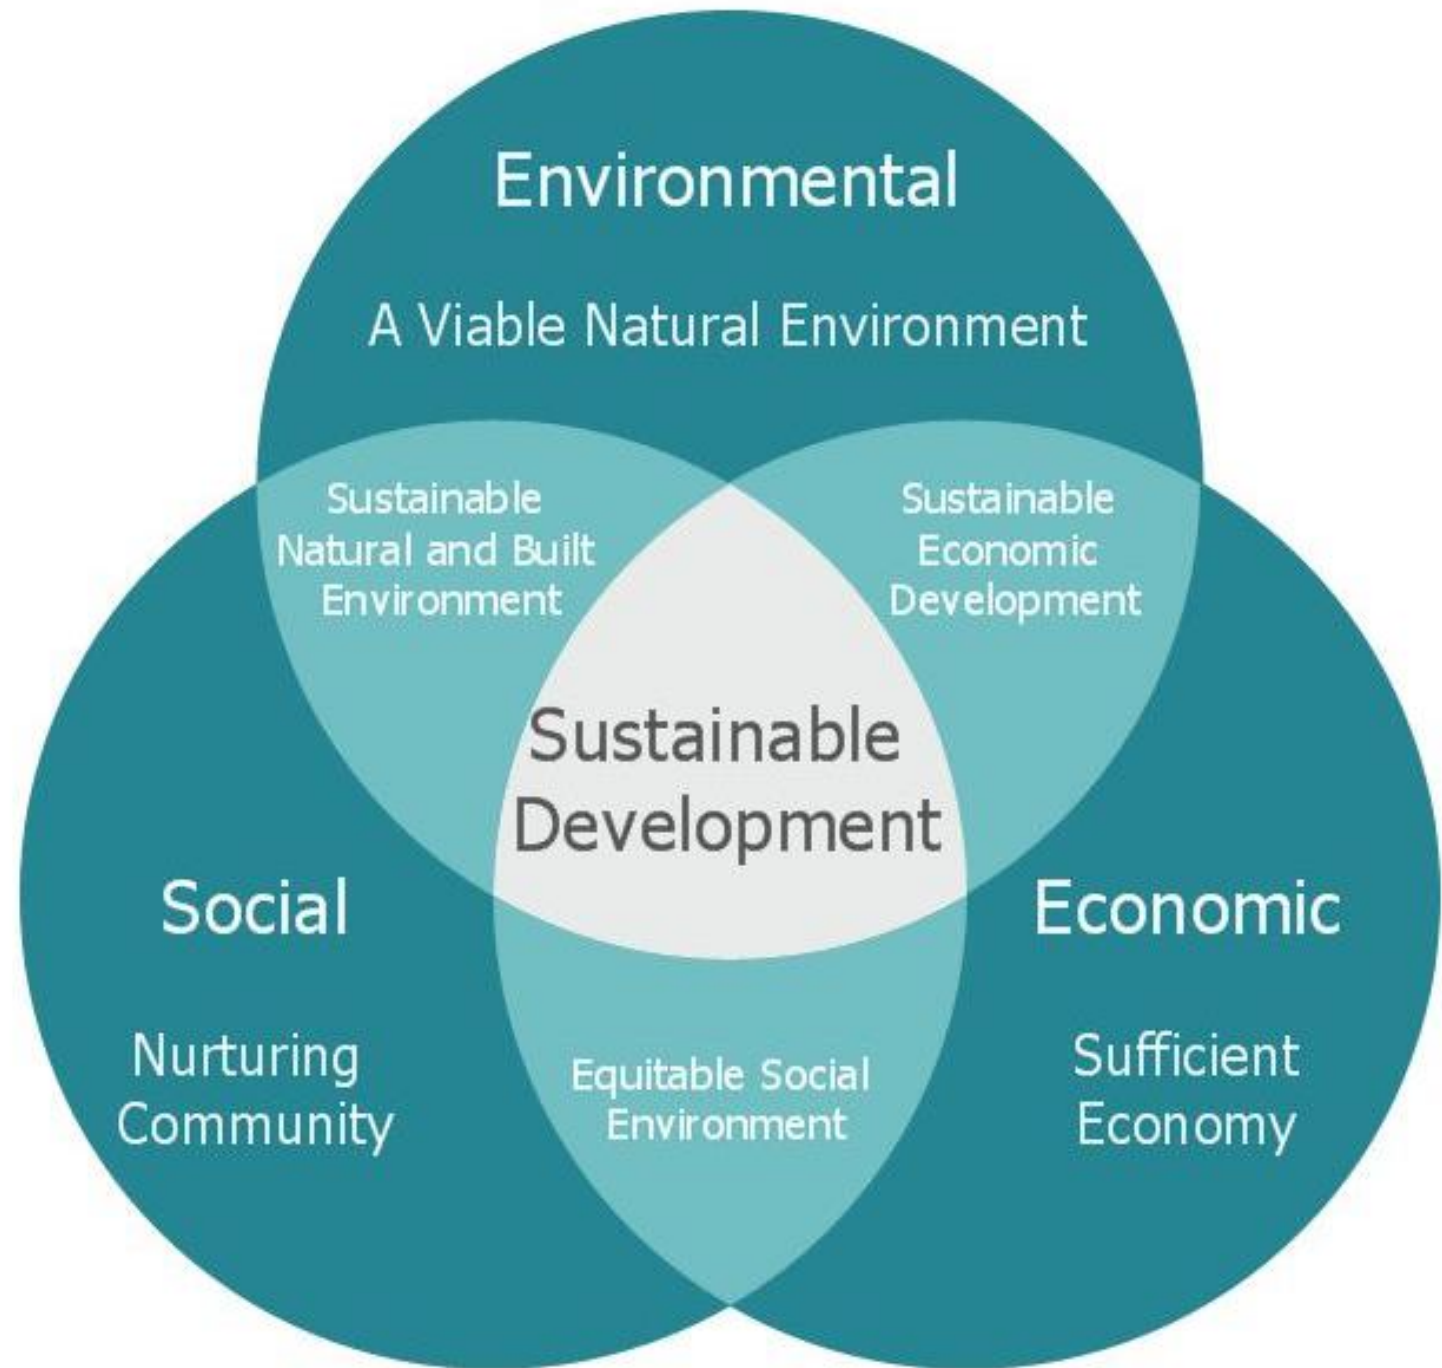 Environmental
A Viable Natural Environment
Sustainable
Natural and Built
Environment
Sustainable
Economic
Development
Sustainable
Development
Social
Nurturing
Community
Equitable Social
Environment
Economic
Sufficient
Economy